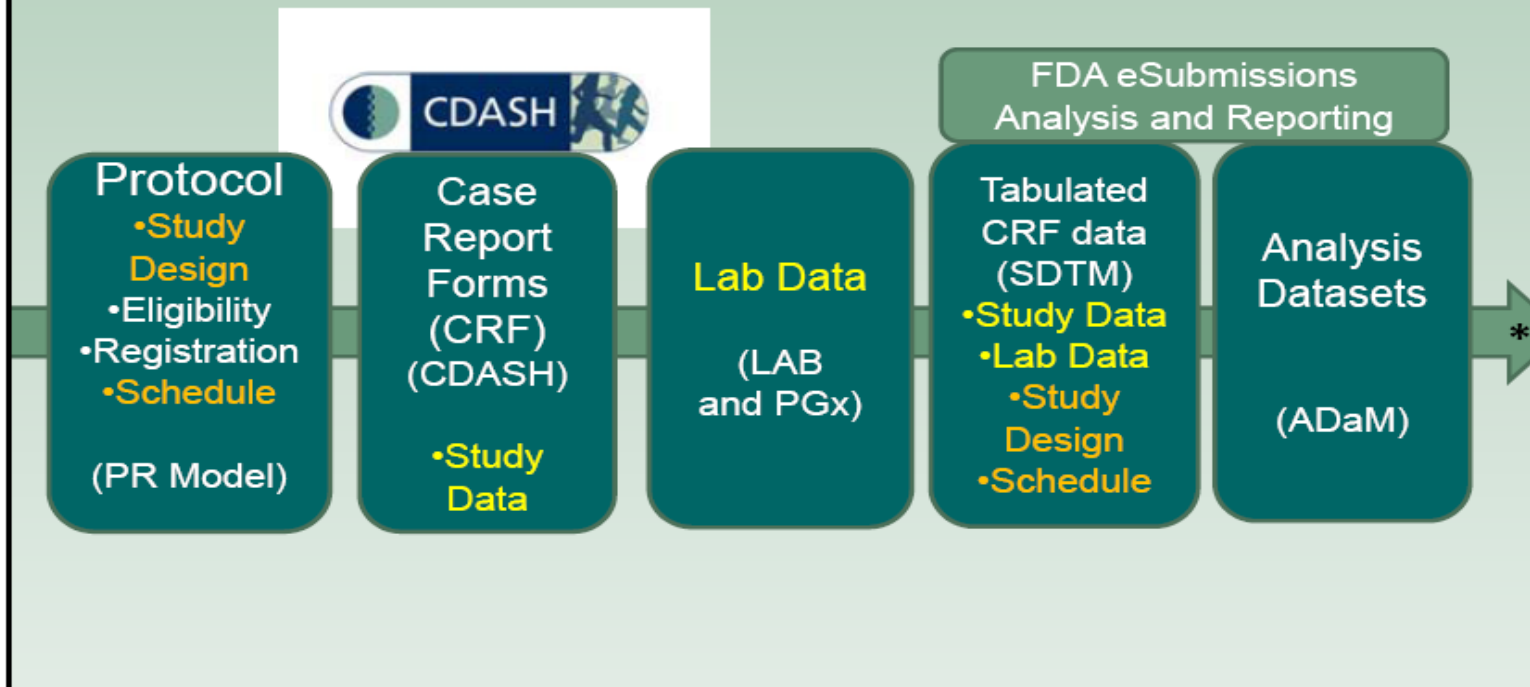 CDASH
FDA eSubmissions
Analysis and Reporting
Protocol
•Study
Design
•Eligibility
•Registration
•Schedule
(PR Model)
Case
Report
Forms
(CRF)
(CDASH)
•Study
Data
Lab Data
(LAB
and PGx)
Tabulated
CRF data
(SDTM)
•Study Data
•Lab Data
•Study
Design
•Schedule
Analysis
Datasets
(ADaM)
*